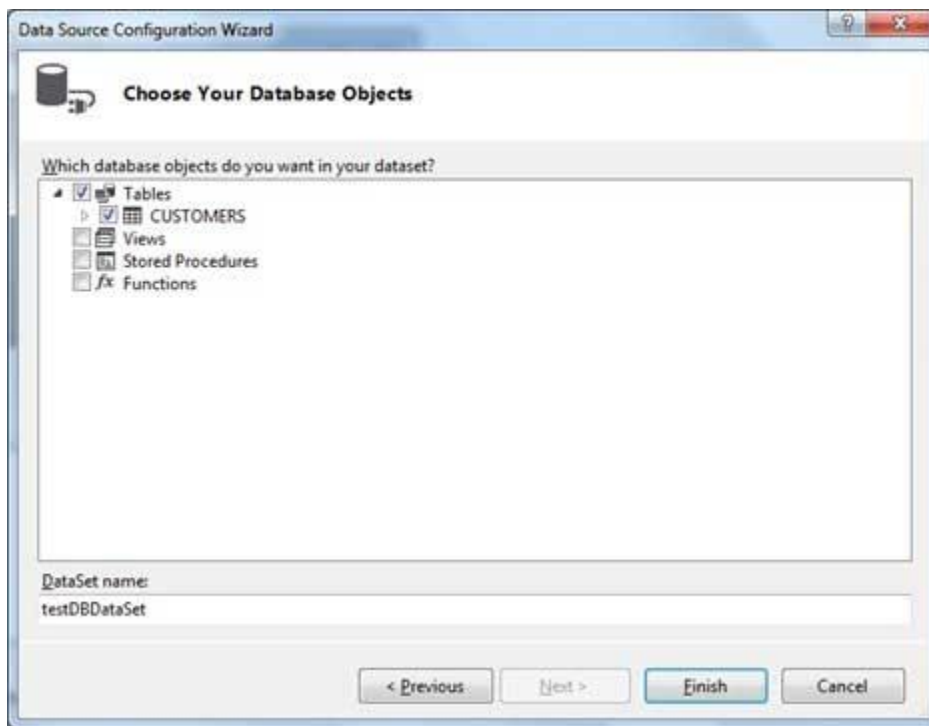 Data Source Configuration Wizard
Choose Your Database Objects
Which database objects do you want in your dataset?
Tables
CUSTOMERS
Views
Stored Procedures
fx Functions
DataSet name:
testDBDataSet
< Previous
Next >
Finish
Cancel